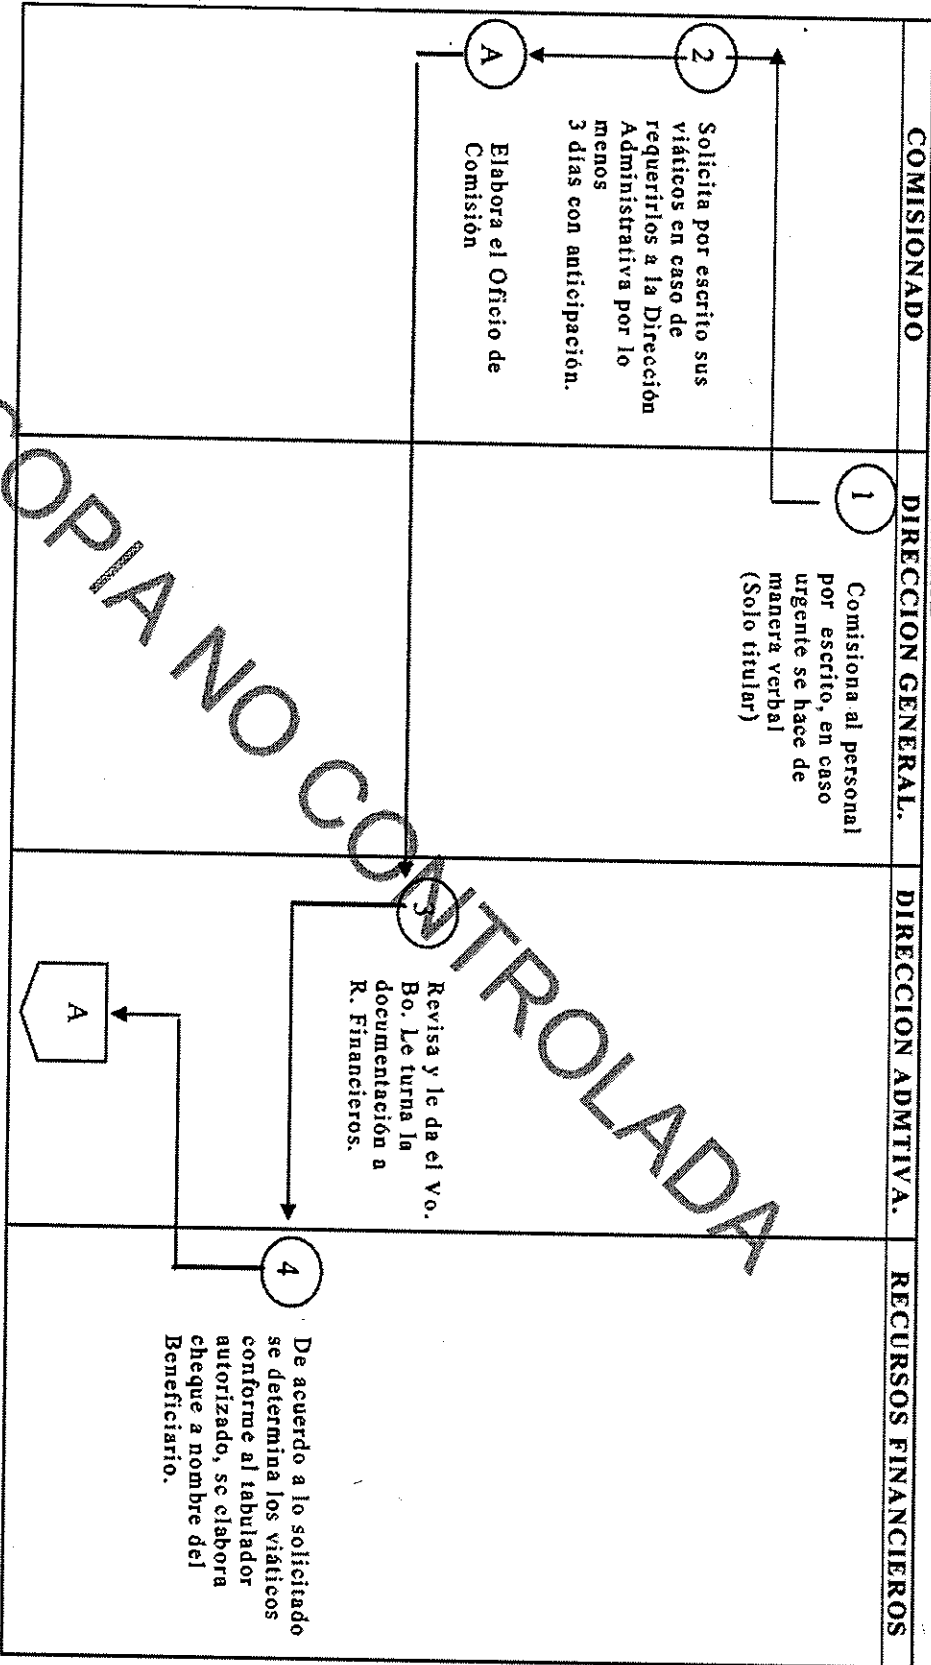 COMISIONADO
DIRECCION GENERAL.
DIRECCION ADMTIVA.
RECURSOS FINANCIEROS
1
Comisiona al personal
por escrito, en caso
urgente se hace de
manera verbal
(Solo titular)
2
Solicita por escrito sus
viáticos en caso de
requerirlos a la Dirección
Administrativa por lo
menos
3 días con anticipación.
A
Elabora el Oficio de
Comisión
3
Revisa y le da el Vo.
Bo. Le turna la
documentación a
R. Financieros.
4
De acuerdo a lo solicitado
se determina los viáticos
conforme al tabulador
autorizado, se elabora
cheque a nombre del
Beneficiario.
A
COPIA NO CONTROLADA